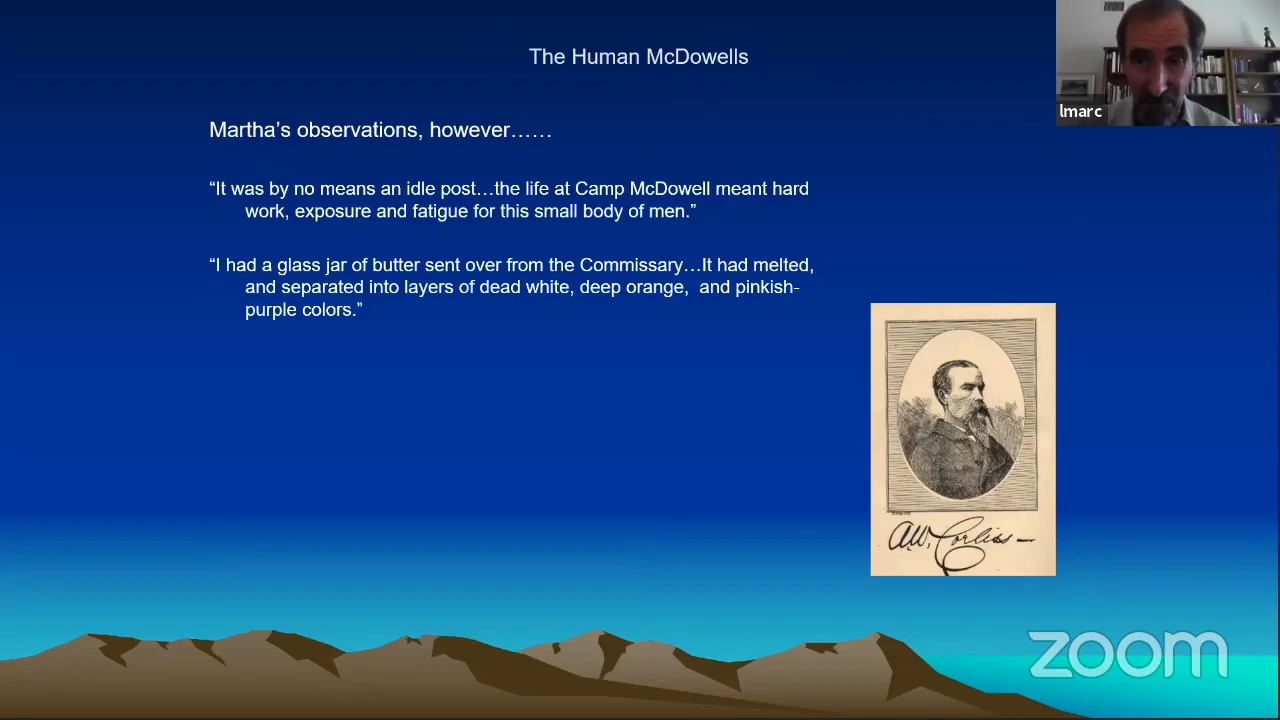 The Human McDowells
lmarc
Martha’s observations, however……
“It was by no means an idle post…the life at Camp McDowell meant hard
work, exposure and fatigue for this small body of men.”
“I had a glass jar of butter sent over from the Commissary…It had melted,
and separated into layers of dead white, deep orange,  and pinkish-
purple colors.”
A.W. Corliss —
zoom